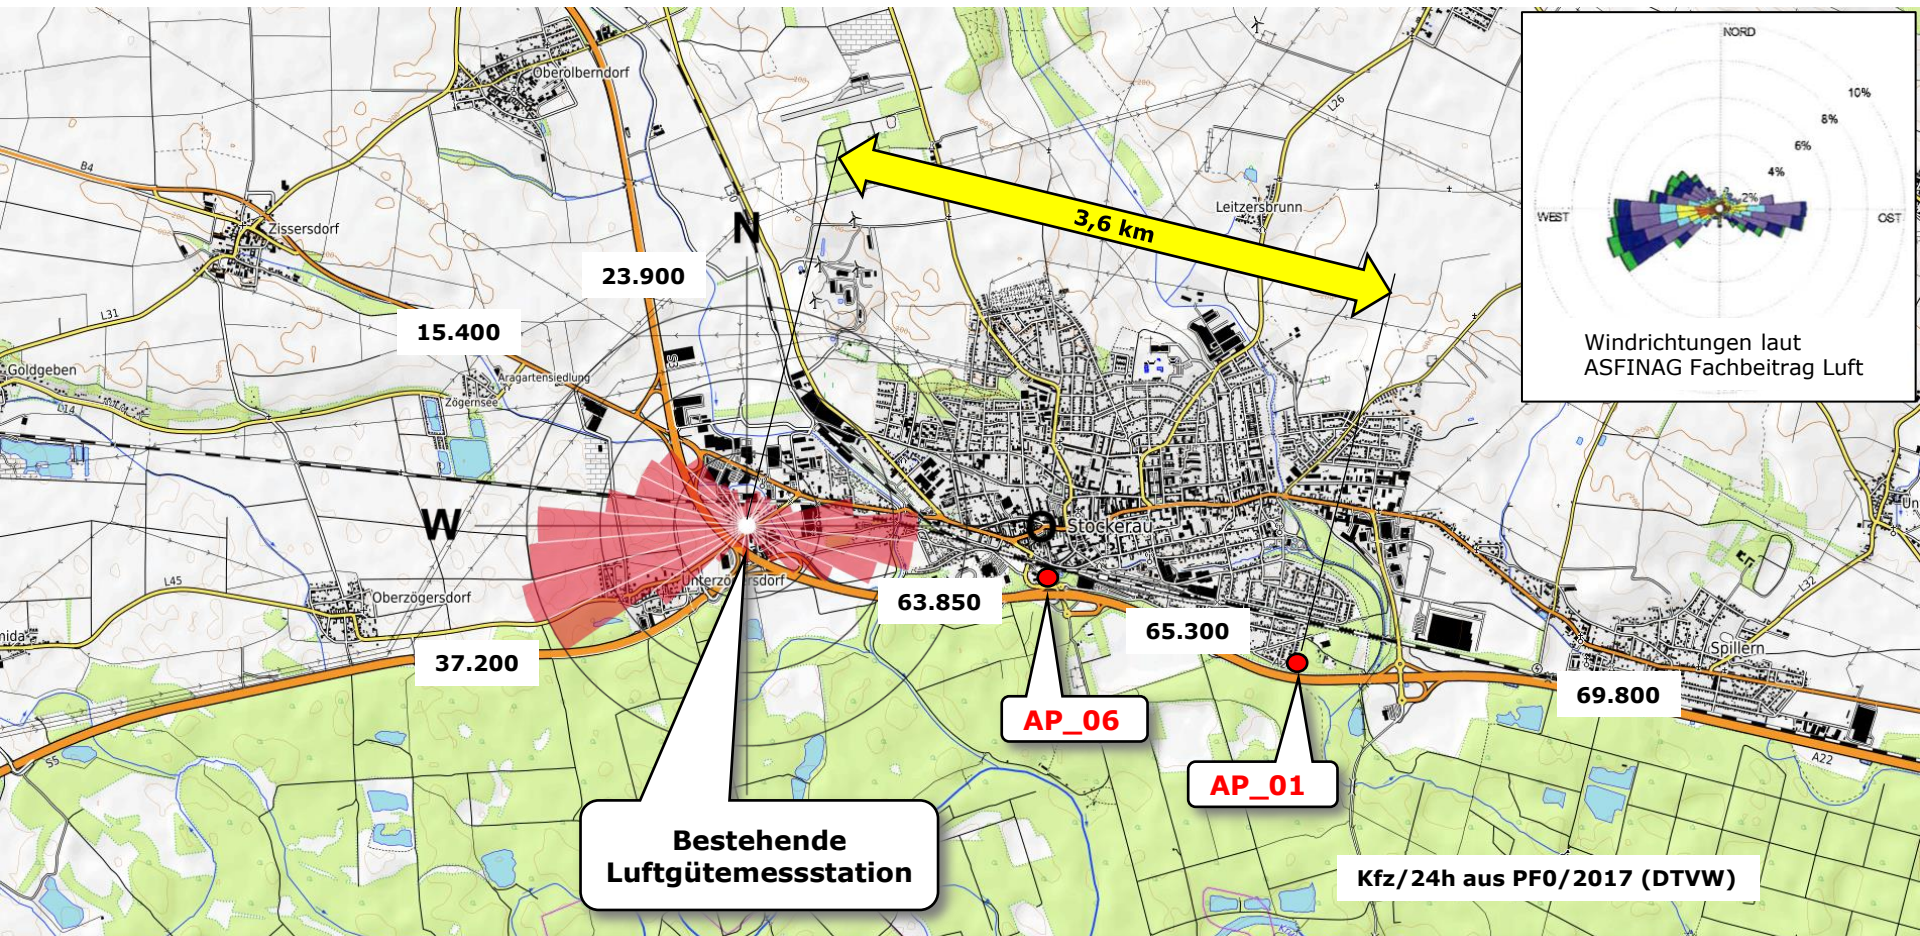 Oberolberndorf
B4
L26
L30
NORD
10%
8%
6%
4%
2%
WEST
OST
Windrichtungen laut
ASFINAG Fachbeitrag Luft
Zissersdorf
Leitzersbrunn
N
3,6 km
23.900
15.400
L31
Goldgeben
L14
Aragartensiedlung
Zögernsee
W
Stockerau
Unterzögersdorf
L45
Oberzögersdorf
63.850
65.300
37.200
69.800
Spillern
L32
AP_06
AP_01
S5
A22
Bestehende
Luftgütemessstation
Kfz/24h aus PF0/2017 (DTVW)